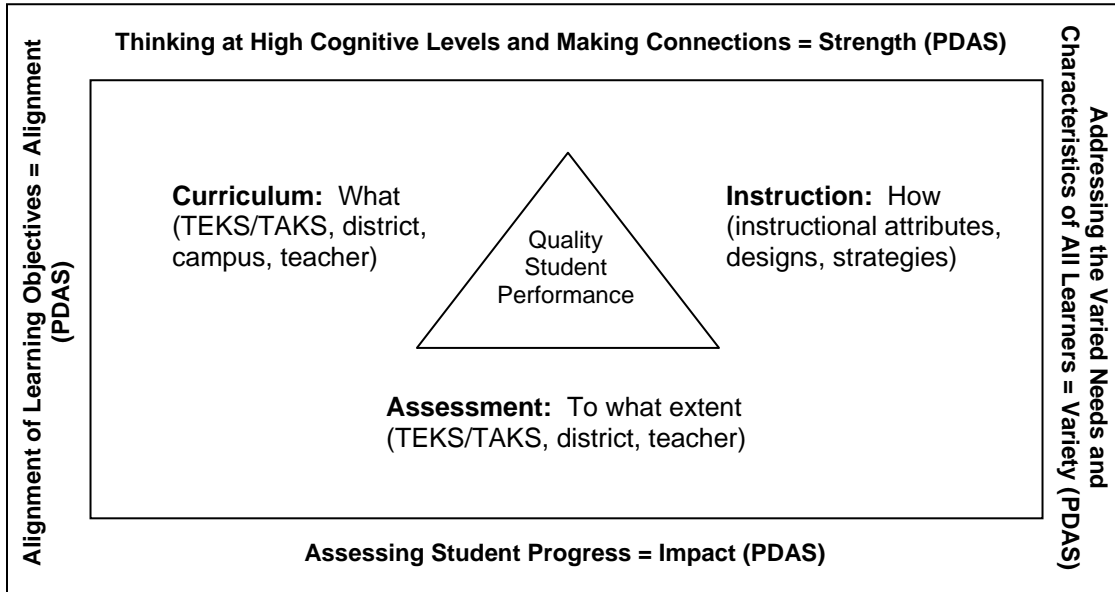 Thinking at High Cognitive Levels and Making Connections = Strength (PDAS)
Alignment of Learning Objectives = Alignment
(PDAS)
Curriculum: What
(TEKS/TAKS, district,
campus, teacher)
Quality
Student
Performance
Instruction: How
(instructional attributes,
designs, strategies)
Assessment: To what extent
(TEKS/TAKS, district, teacher)
Addressing the Varied Needs and
Characteristics of All Learners = Variety (PDAS)
Assessing Student Progress = Impact (PDAS)